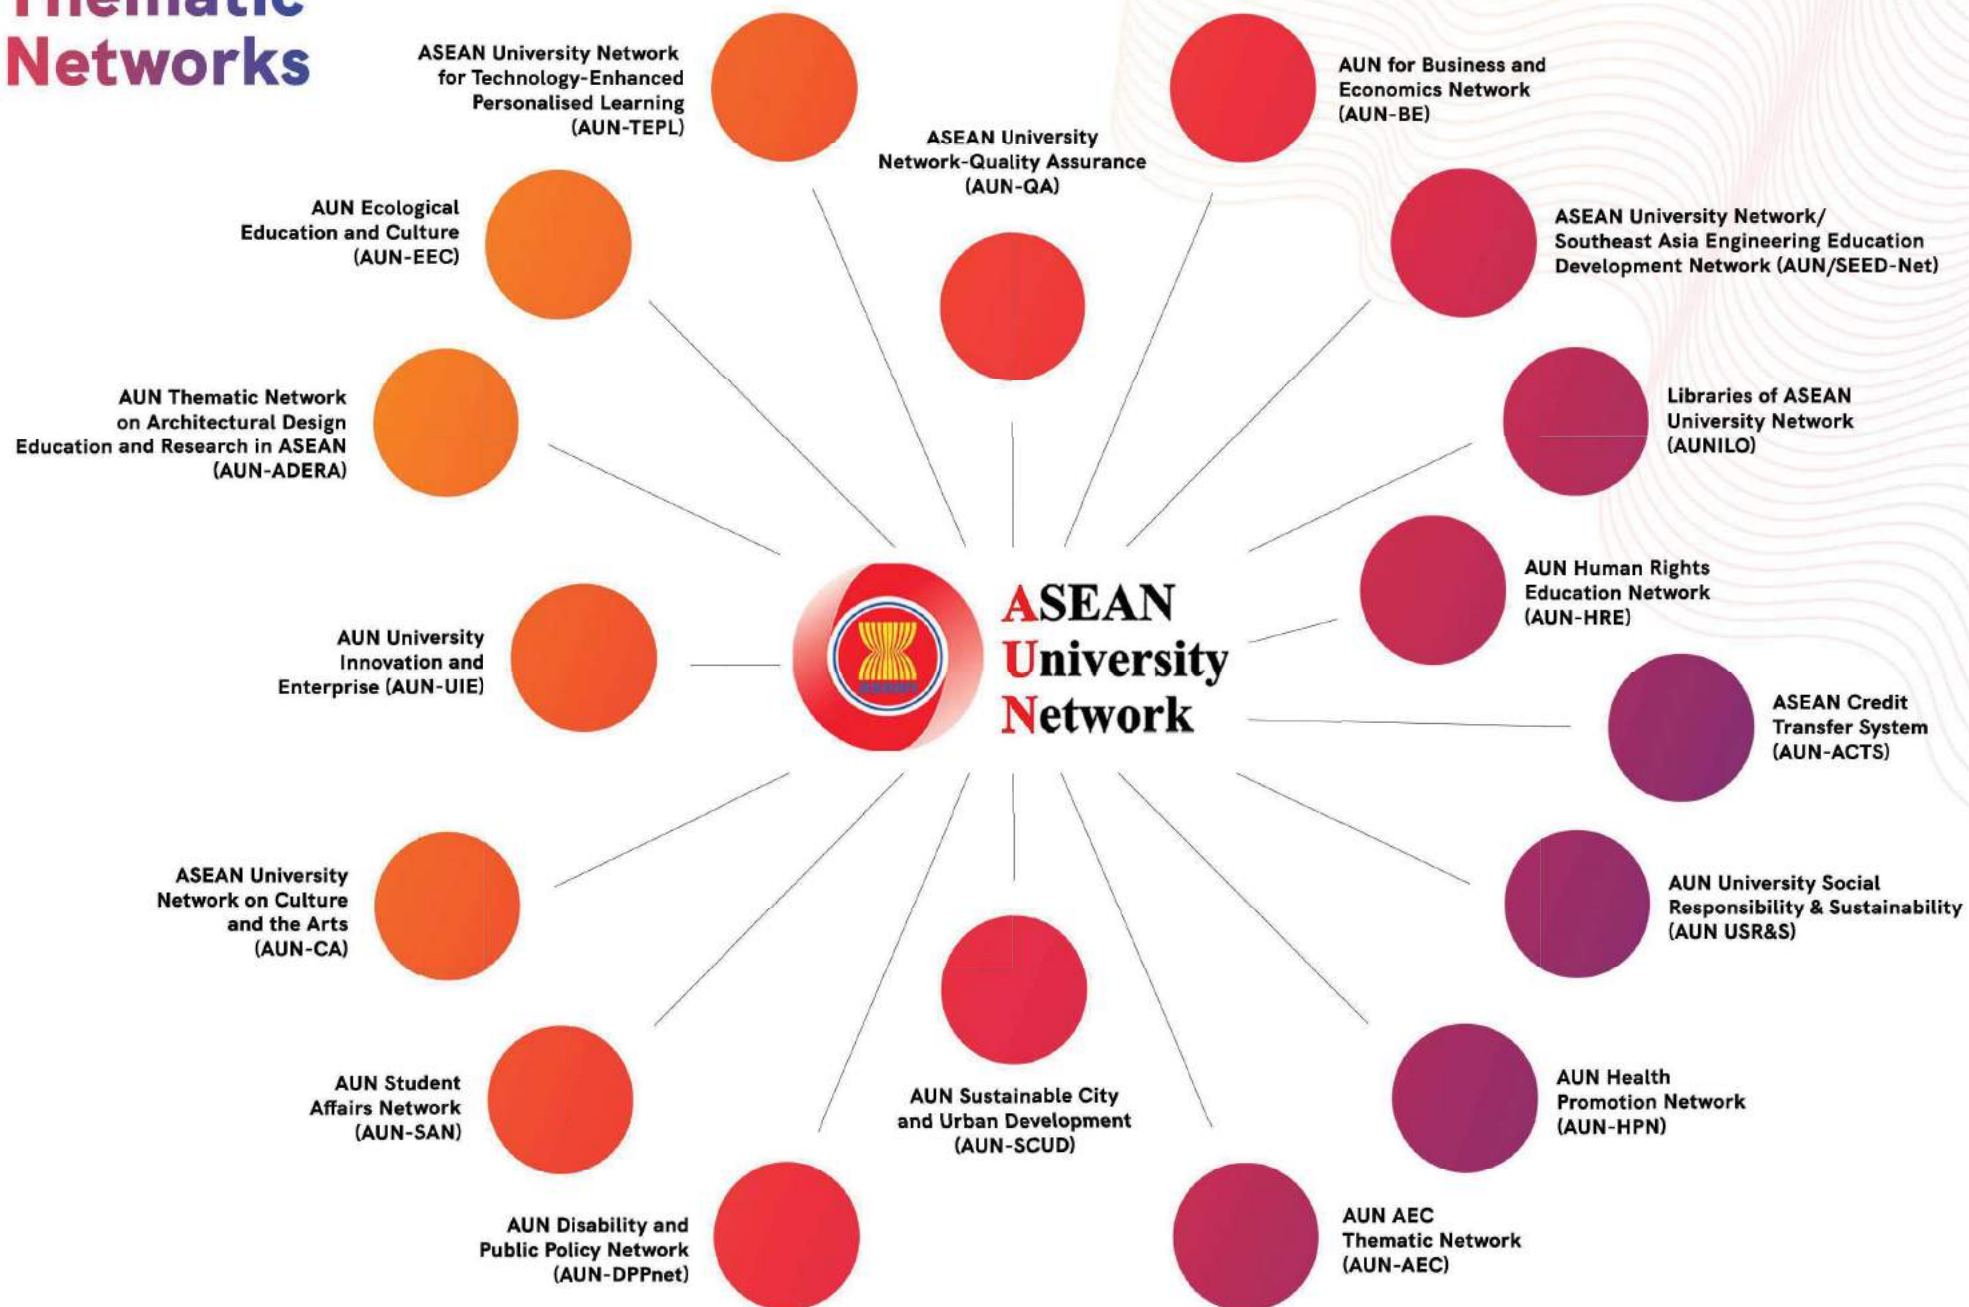 Thematic
Networks
ASEAN University Network
for Technology-Enhanced
Personalised Learning
(AUN-TEPL)
AUN for Business and
Economics Network
(AUN-BE)
ASEAN University
Network-Quality Assurance
(AUN-QA)
AUN Ecological
Education and Culture
(AUN-EEC)
ASEAN University Network/
Southeast Asia Engineering Education
Development Network (AUN/SEED-Net)
AUN Thematic Network
on Architectural Design
Education and Research in ASEAN
(AUN-ADERA)
Libraries of ASEAN
University Network
(AUNILO)
AUN Human Rights
Education Network
(AUN-HRE)
ASEAN
University
Network
ASEAN
AUN University
Innovation and
Enterprise (AUN-UIE)
ASEAN Credit
Transfer System
(AUN-ACTS)
ASEAN University
Network on Culture
and the Arts
(AUN-CA)
AUN University Social
Responsibility & Sustainability
(AUN USR&S)
AUN Student
Affairs Network
(AUN-SAN)
AUN Sustainable City
and Urban Development
(AUN-SCUD)
AUN Health
Promotion Network
(AUN-HPN)
AUN Disability and
Public Policy Network
(AUN-DPPnet)
AUN AEC
Thematic Network
(AUN-AEC)